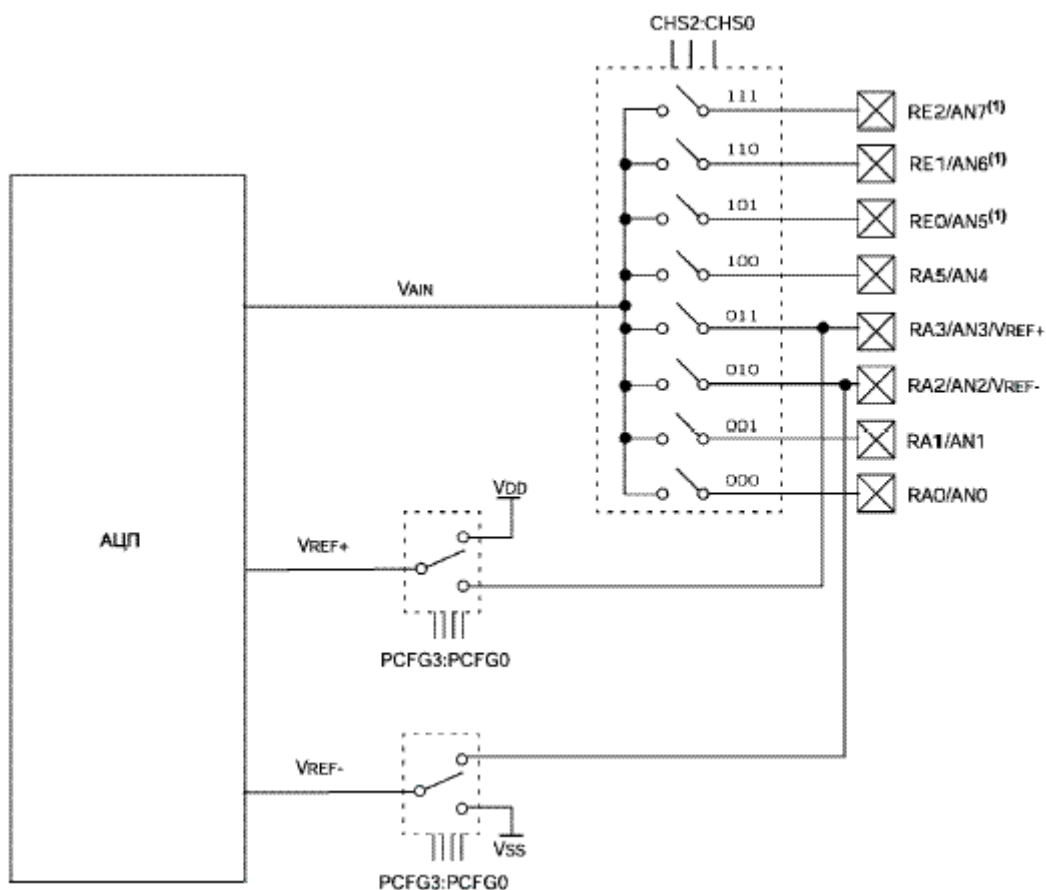 CHS2:CHS0
111
RE2/AN7(1)
110
RE1/AN6(1)
101
RE0/AN5(1)
100
RA5/AN4
VAIN
011
RA3/AN3/VREF+
010
RA2/AN2/VREF-
001
RA1/AN1
000
RA0/AN0
VDD
АЦП
VREF+
PCFG3:PCFG0
VREF-
VSS
PCFG3:PCFG0